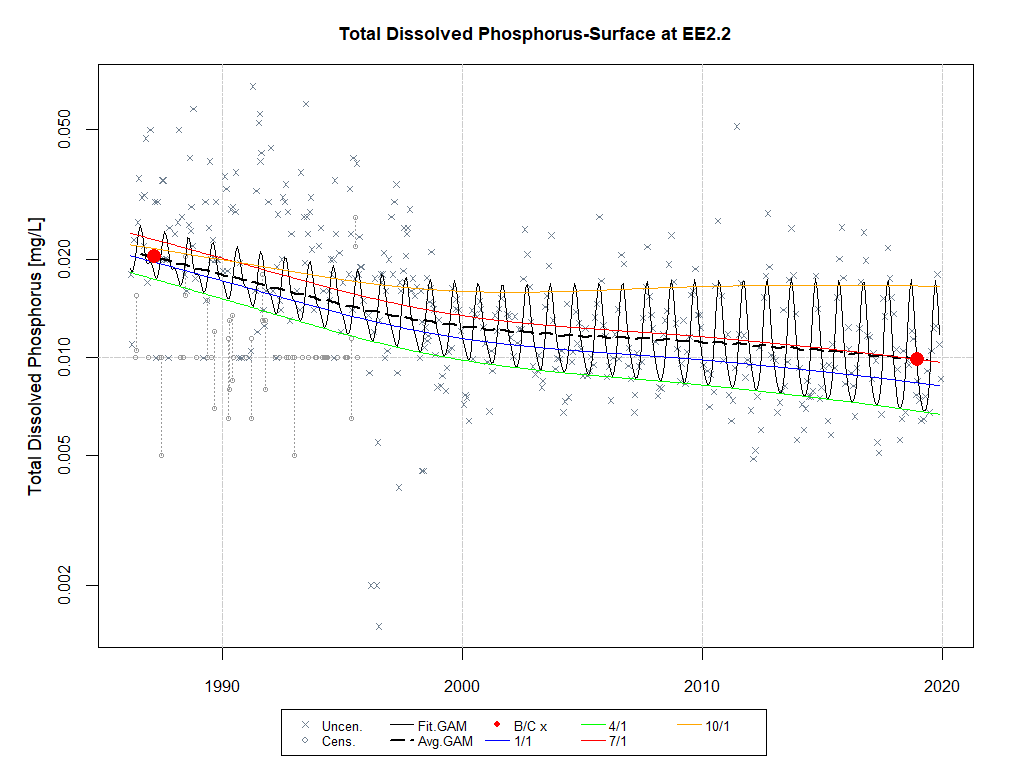 Total Dissolved Phosphorus-Surface at EE2.2
Total Dissolved Phosphorus [mg/L]
0.050
0.020
0.010
0.005
0.002
1990 2000 2010 2020
Uncen. Fit.GAM B/C x 4/1 10/1
Cens. Avg.GAM 1/1 7/1